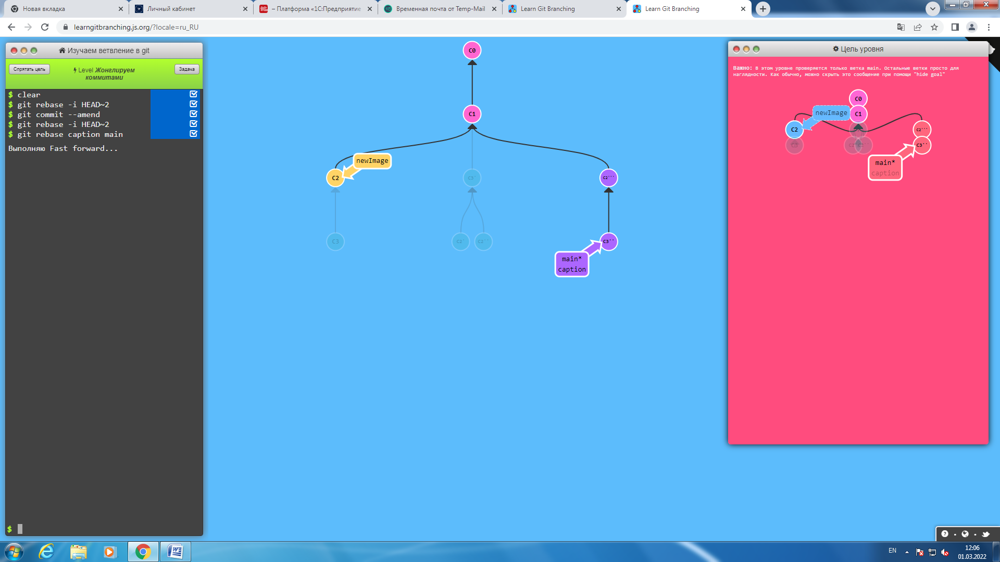 Новая вкладка
Личный кабинет
– Платформа «1С:Предприятие
Временная почта от Temp-Mail
Learn Git Branching
Learn Git Branching
learngitbranching.js.org/?locale=ru_RU
Изучаем ветвление в git
Спрятать цель
Level Жонглируем
коммитами
Задача
$ clear
$ git rebase -i HEAD~2
$ git commit --amend
$ git rebase -i HEAD~2
$ git rebase caption main
Выполняю Fast forward...
$
C0
C1
newImage
C2
C3'
C2'''
C3
C2'
C2''
C3''
main*
caption
Цель уровня
Важно: В этом уровне проверяется только ветка main. Остальные ветки просто для
наглядности. Как обычно, можно скрыть это сообщение при помощи "hide goal"
C0
newImage
C1
C2
C2'''
C3
C3''
main*
caption
EN
12:06
01.03.2022